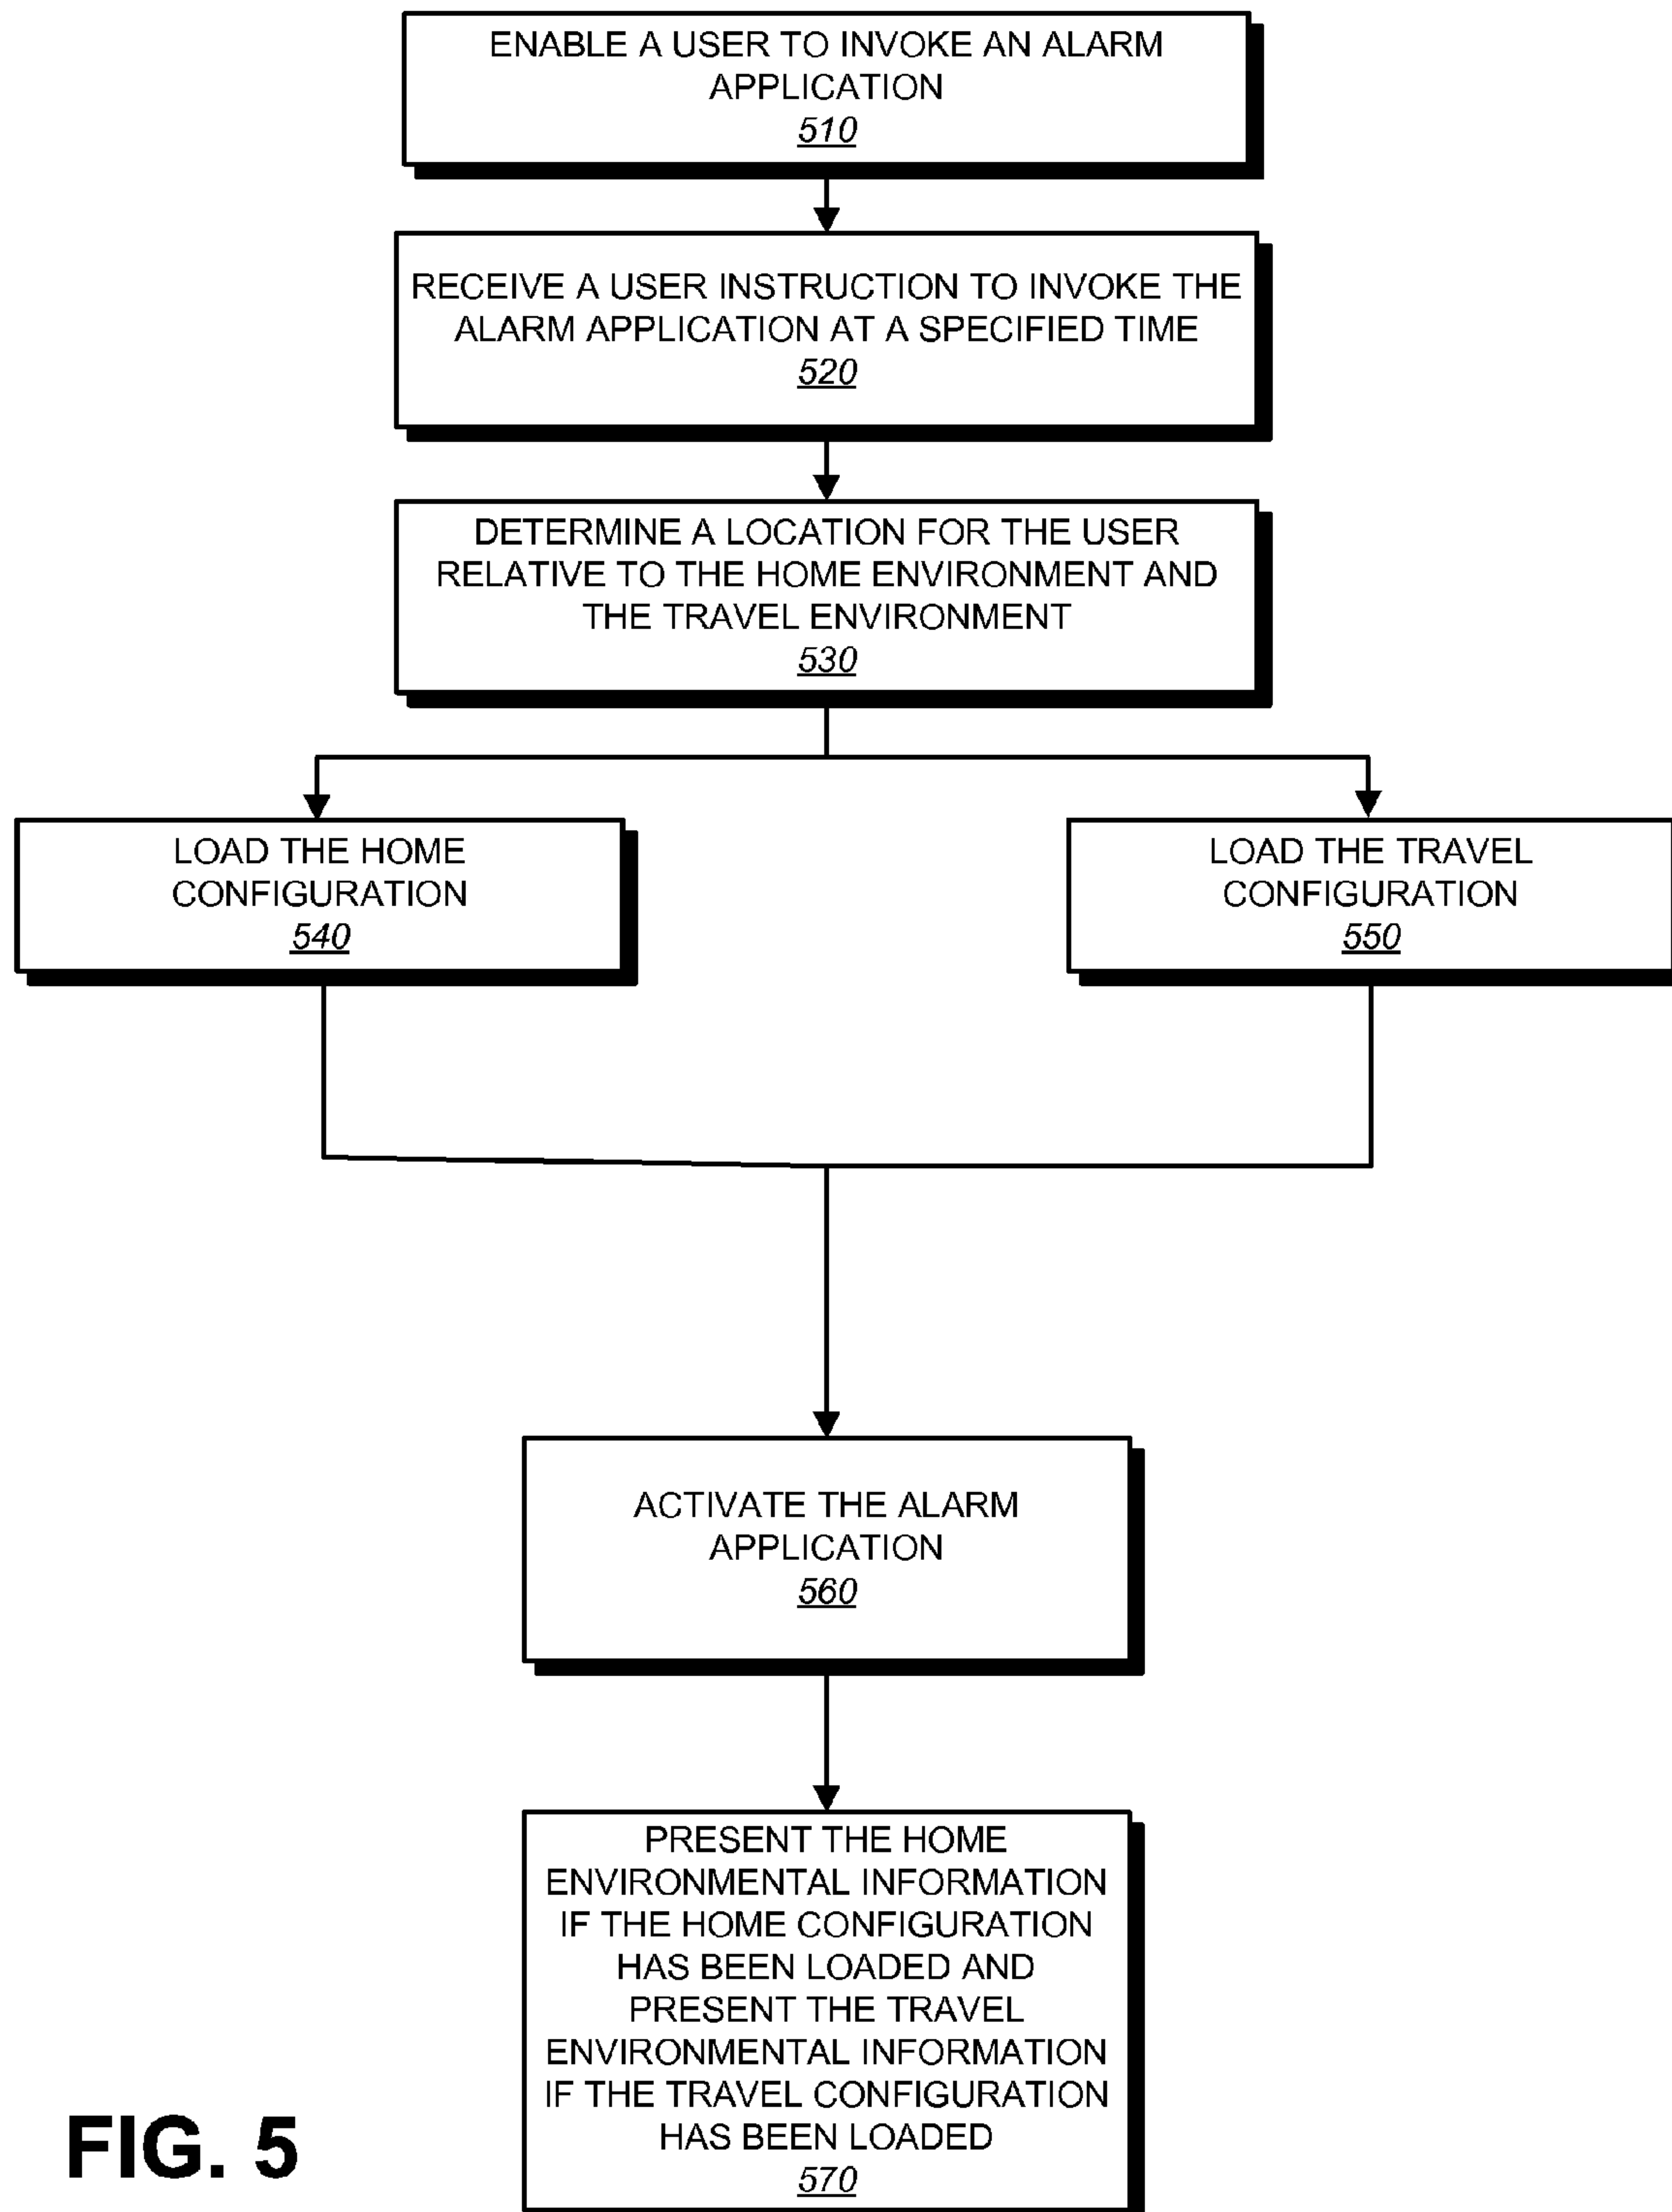 ENABLE A USER TO INVOKE AN ALARM
APPLICATION
510
RECEIVE A USER INSTRUCTION TO INVOKE THE
ALARM APPLICATION AT A SPECIFIED TIME
520
DETERMINE A LOCATION FOR THE USER
RELATIVE TO THE HOME ENVIRONMENT AND
THE TRAVEL ENVIRONMENT
530
LOAD THE HOME
CONFIGURATION
540
LOAD THE TRAVEL
CONFIGURATION
550
ACTIVATE THE ALARM
APPLICATION
560
PRESENT THE HOME
ENVIRONMENTAL INFORMATION
IF THE HOME CONFIGURATION
HAS BEEN LOADED AND
PRESENT THE TRAVEL
ENVIRONMENTAL INFORMATION
IF THE TRAVEL CONFIGURATION
HAS BEEN LOADED
570
FIG. 5